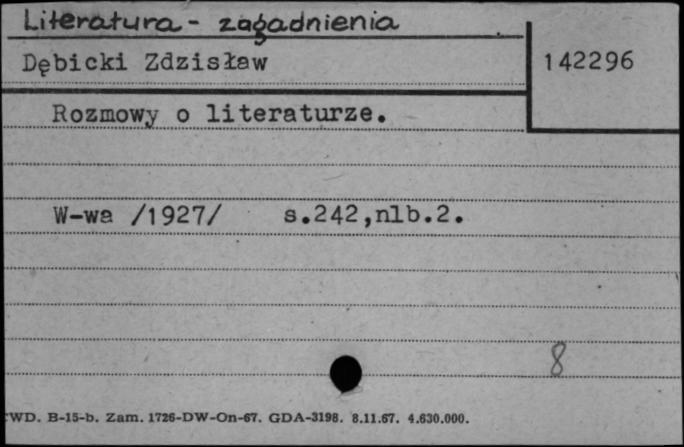 Literatura - zagadnienia
Dębicki Zdzisław
142296
Rozmowy o literaturze.
W-wa /1927/ s.242,nlb.2.
8
WD. B-15-b. Zam. 1726-DW-On-67. GDA-3198. 8.11.67. 4.630.000.